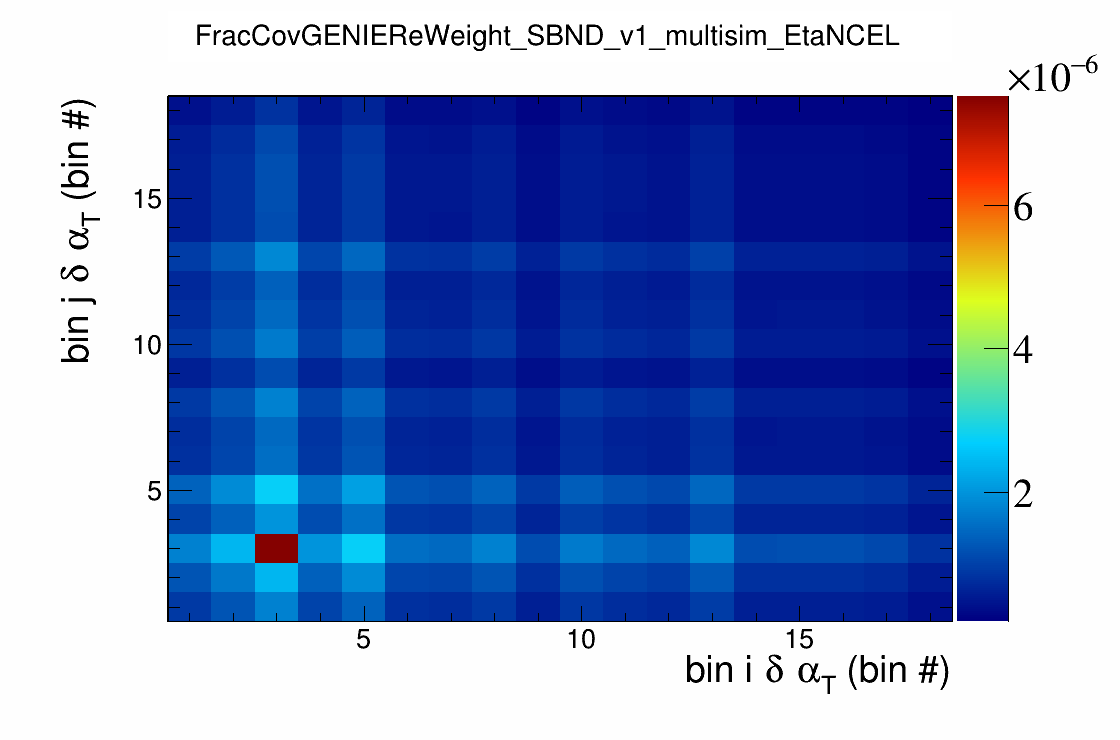 FracCovGENIEReWeight_SBND_v1_multisim_EtaNCEL
×10⁻⁶
bin j δ α_T (bin #)
15
10
5
6
4
2
5 10 15
bin i δ α_T (bin #)